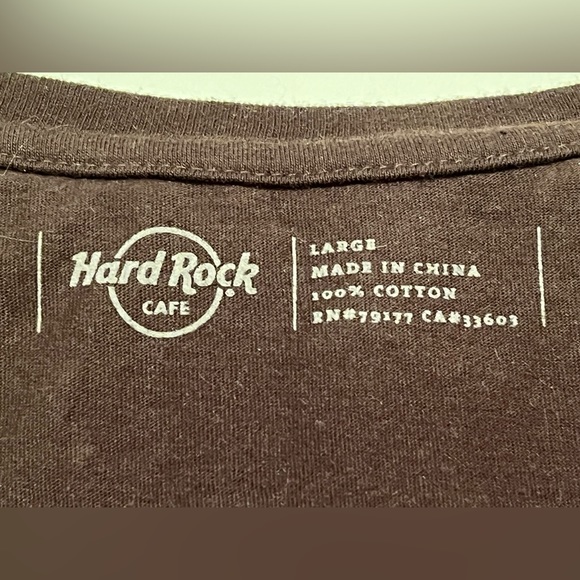 Hard Rock
CAFE
LARGE
MADE IN CHINA
100% COTTON
RN#79177 CA#33603